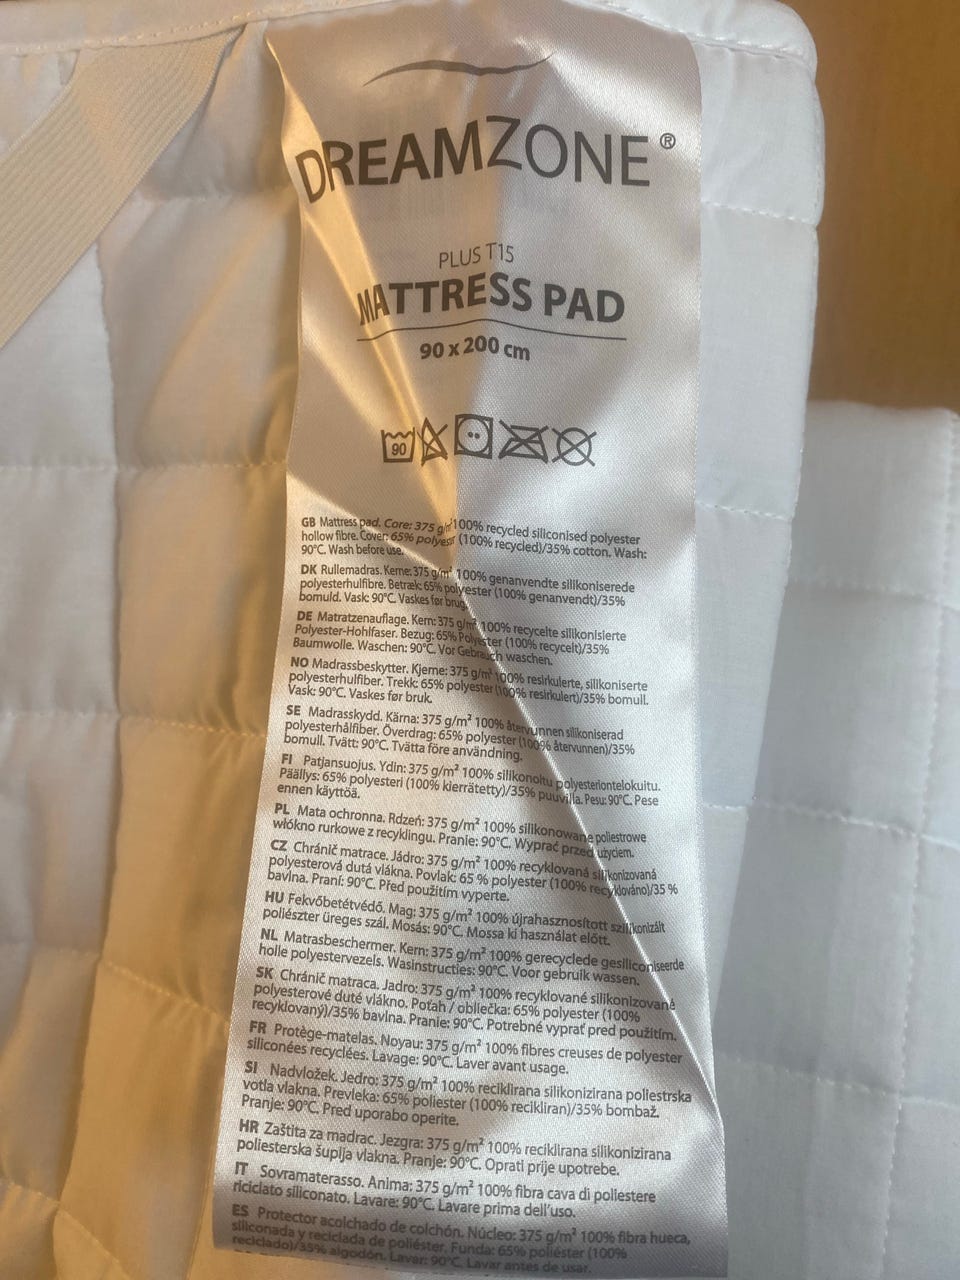 DREAMZONE®
PLUS T15
MATTRESS PAD
90 x 200 cm
90
GB Mattress pad. Core: 375 g/m² 100% recycled siliconised polyester
hollow fibre. Cover: 65% polyester (100% recycled)/35% cotton. Wash:
90°C. Wash before use.
DK Rullemadras. Kerne: 375 g/m² 100% genanvendte silikoniserede
polyesterhulfibre. Betræk: 65% polyester (100% genanvendt)/35%
bomuld. Vask: 90°C. Vaskes før brug.
DE Matratzenauflage. Kern: 375 g/m² 100% recycelte silikonisierte
Polyester-Hohlfaser. Bezug: 65% Polyester (100% recycelt)/35%
Baumwolle. Waschen: 90°C. Vor Gebrauch waschen.
NO Madrassbeskytter. Kjerne: 375 g/m² 100% resirkulerte, silikoniserte
polyesterhulfiber. Trekk: 65% polyester (100% resirkulert)/35% bomull.
Vask: 90°C. Vaskes før bruk.
SE Madrasskydd. Kärna: 375 g/m² 100% återvunnen silikoniserad
polyesterhålfiber. Överdrag: 65% polyester (100% återvunnen)/35%
bomull. Tvätt: 90°C. Tvätta före användning.
FI Patjansuojus. Ydin: 375 g/m² 100% silikonoitu polyesteriontelokuitu.
Päällys: 65% polyesteri (100% kierrätetty)/35% puuvilla. Pesu: 90°C. Pese
ennen käyttöä.
PL Mata ochronna. Rdzeń: 375 g/m² 100% silikonowane poliestrowe
włókno rurkowe z recyklingu. Pranie: 90°C. Wyprać przed użyciem.
CZ Chránič matrace. Jádro: 375 g/m² 100% recyklovaná silikonizovaná
polyesterová dutá vlákna. Povlak: 65 % polyester (100% recyklováno)/35 %
bavlna. Praní: 90°C. Před použitím vyperte.
HU Fekvőbetétvédő. Mag: 375 g/m² 100% újrahasznosított szilikonizált
poliészter üreges szál. Mosás: 90°C. Mossa ki használat előtt.
NL Matrasbeschermer. Kern: 375 g/m² 100% gerecyclede gesiliconiseerde
holle polyestervezels. Wasinstructies: 90°C. Voor gebruik wassen.
SK Chránič matraca. Jadro: 375 g/m² 100% recyklované silikonizované
polyesterové duté vlákno. Poťah / obliečka: 65% polyester (100%
recyklovaný)/35% bavlna. Pranie: 90°C. Potrebné vyprať pred použitím.
FR Protège-matelas. Noyau: 375 g/m² 100% fibres creuses de polyester
siliconées recyclées. Lavage: 90°C. Laver avant usage.
SI Nadvložek. Jedro: 375 g/m² 100% reciklirana silikonizirana poliestrska
votla vlakna. Prevleka: 65% poliester (100% recikliran)/35% bombaž.
Pranje: 90°C. Pred uporabo operite.
HR Zaštita za madrac. Jezgra: 375 g/m² 100% reciklirana silikonizirana
poliesterska šuplja vlakna. Pranje: 90°C. Oprati prije upotrebe.
IT Sovramaterasso. Anima: 375 g/m² 100% fibra cava di poliestere
riciclato siliconato. Lavare: 90°C. Lavare prima dell'uso.
ES Protector acolchado de colchón. Núcleo: 375 g/m² 100% fibra hueca,
siliconada y reciclada de poliéster. Funda: 65% poliéster (100%
reciclado)/35% algodón. Lavar: 90°C. Lavar antes de usar.